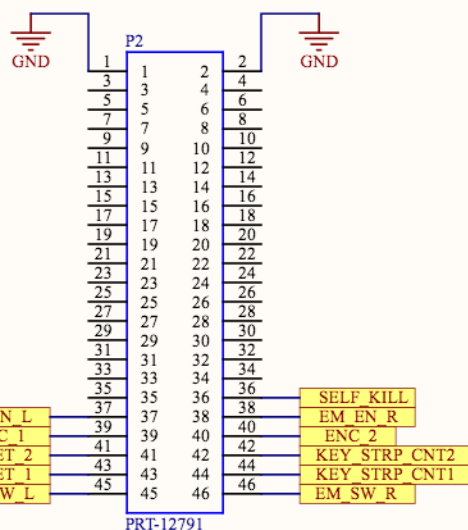 P2
GND
GND
1 1 2 2
3 3 4 4
5 5 6 6
7 7 8 8
9 9 10 10
11 11 12 12
13 13 14 14
15 15 16 16
17 17 18 18
19 19 20 20
21 21 22 22
23 23 24 24
25 25 26 26
27 27 28 28
29 29 30 30
31 31 32 32
33 33 34 34
35 35 36 36 SELF_KILL
N_L 37 37 38 38 EM_EN_R
C_1 39 39 40 40 ENC_2
ET_2 41 41 42 42 KEY_STRP_CNT2
ET_1 43 43 44 44 KEY_STRP_CNT1
W_L 45 45 46 46 EM_SW_R
PRT-12791